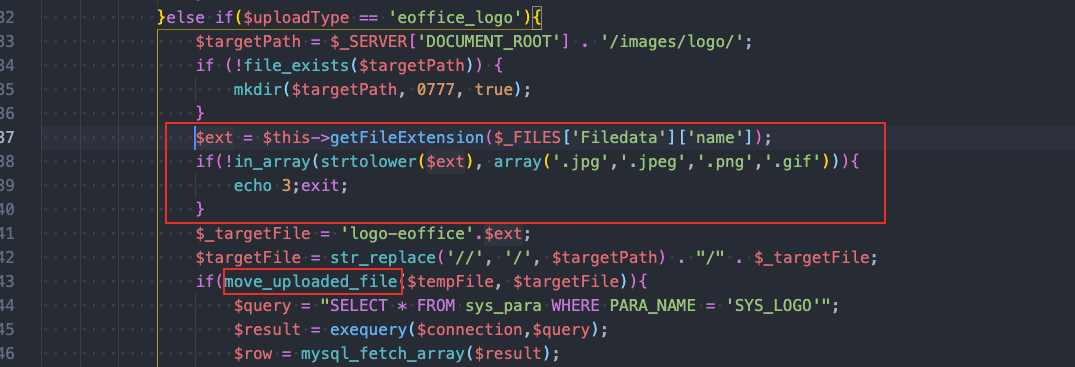 32 }else if($uploadType == 'eoffice_logo'){
33 $targetPath = $_SERVER['DOCUMENT_ROOT'] . '/images/logo/';
34 if (!file_exists($targetPath)) {
35 mkdir($targetPath, 0777, true);
36 }
37 $ext = $this->getFileExtension($_FILES['Filedata']['name']);
38 if(!in_array(strtolower($ext), array('.jpg','.jpeg','.png','.gif'))){
39 echo 3;exit;
40 }
41 $_targetFile = 'logo-eoffice'.$ext;
42 $targetFile = str_replace('//', '/', $targetPath) . "/" . $_targetFile;
43 if(move_uploaded_file($tempFile, $targetFile)){
44 $query = "SELECT * FROM sys_para WHERE PARA_NAME = 'SYS_LOGO'";
45 $result = exequery($connection,$query);
46 $row = mysql_fetch_array($result);